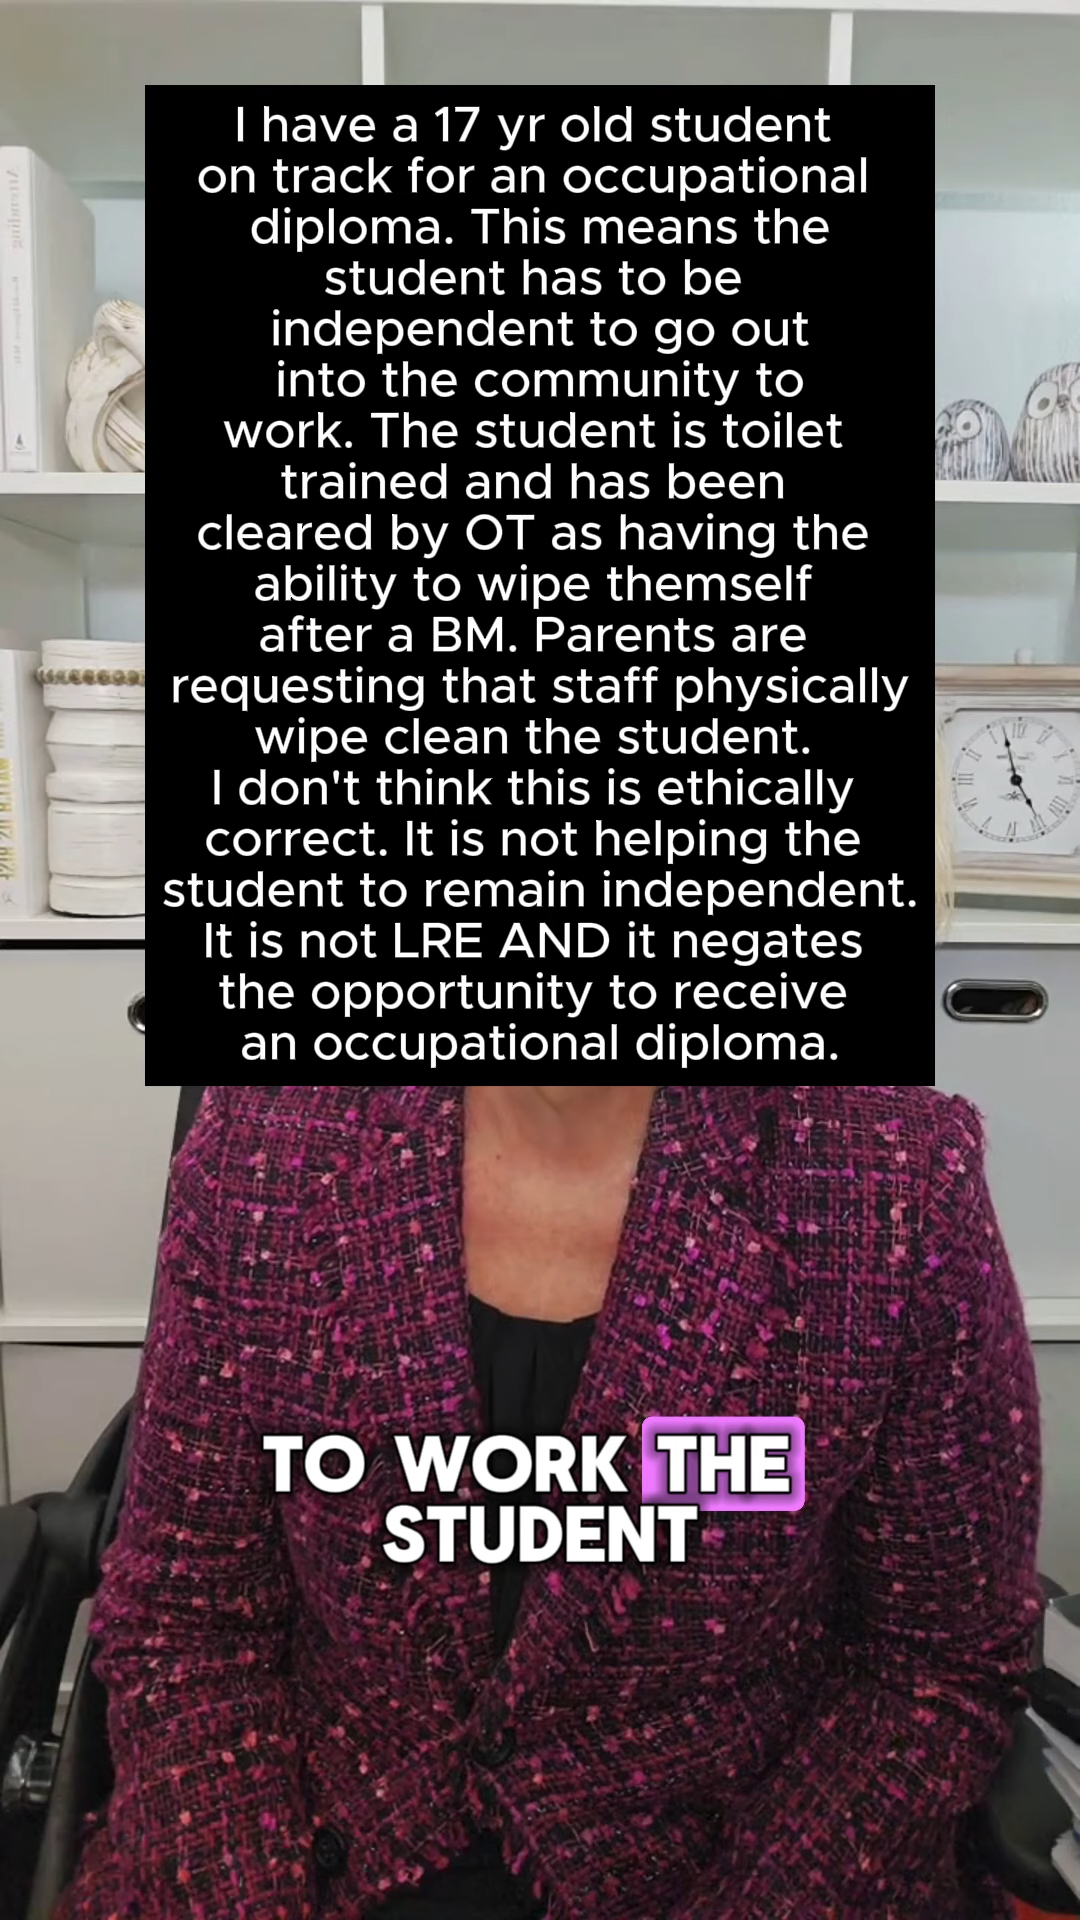 I have a 17 yr old student
on track for an occupational
diploma. This means the
student has to be
independent to go out
into the community to
work. The student is toilet
trained and has been
cleared by OT as having the
ability to wipe themself
after a BM. Parents are
requesting that staff physically
wipe clean the student.
I don't think this is ethically
correct. It is not helping the
student to remain independent.
It is not LRE AND it negates
the opportunity to receive
an occupational diploma.
TO WORK THE
STUDENT